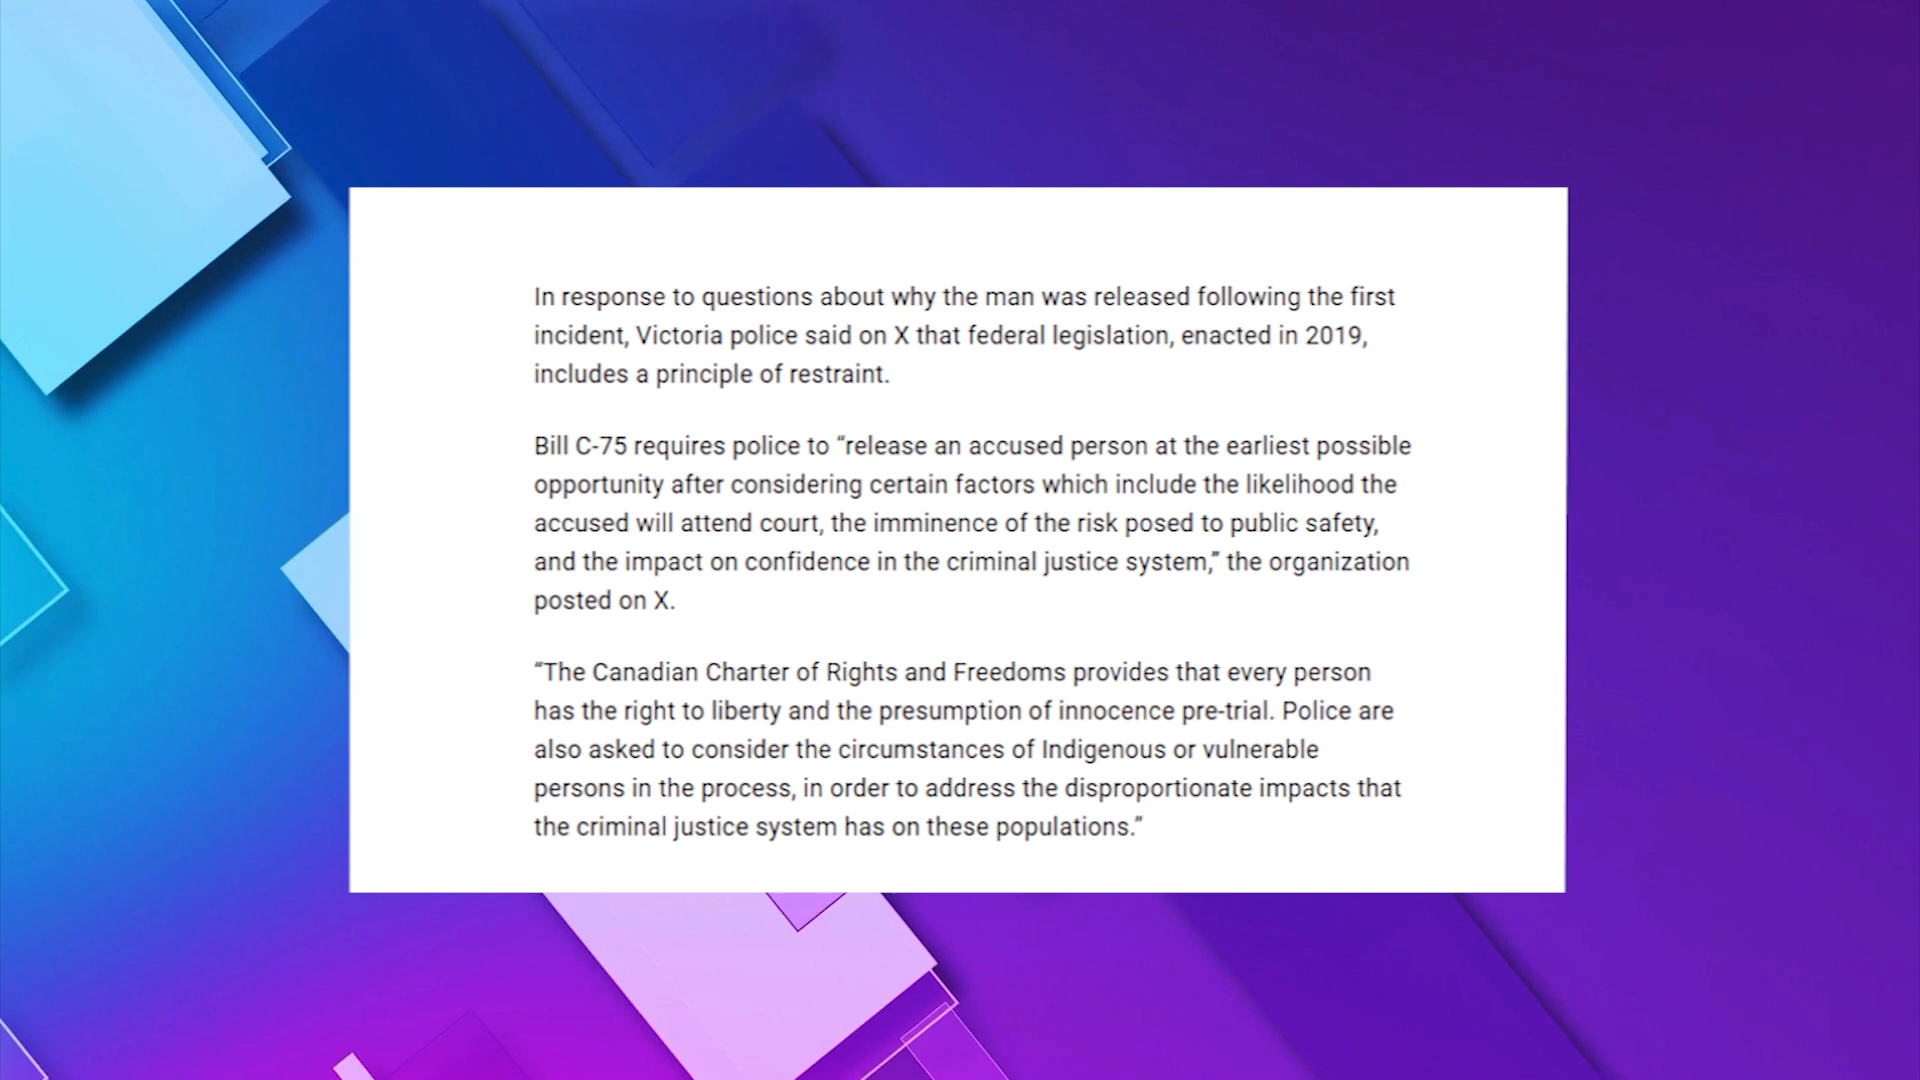 In response to questions about why the man was released following the first
incident, Victoria police said on X that federal legislation, enacted in 2019,
includes a principle of restraint.
Bill C-75 requires police to “release an accused person at the earliest possible
opportunity after considering certain factors which include the likelihood the
accused will attend court, the imminence of the risk posed to public safety,
and the impact on confidence in the criminal justice system,” the organization
posted on X.
“The Canadian Charter of Rights and Freedoms provides that every person
has the right to liberty and the presumption of innocence pre-trial. Police are
also asked to consider the circumstances of Indigenous or vulnerable
persons in the process, in order to address the disproportionate impacts that
the criminal justice system has on these populations.”